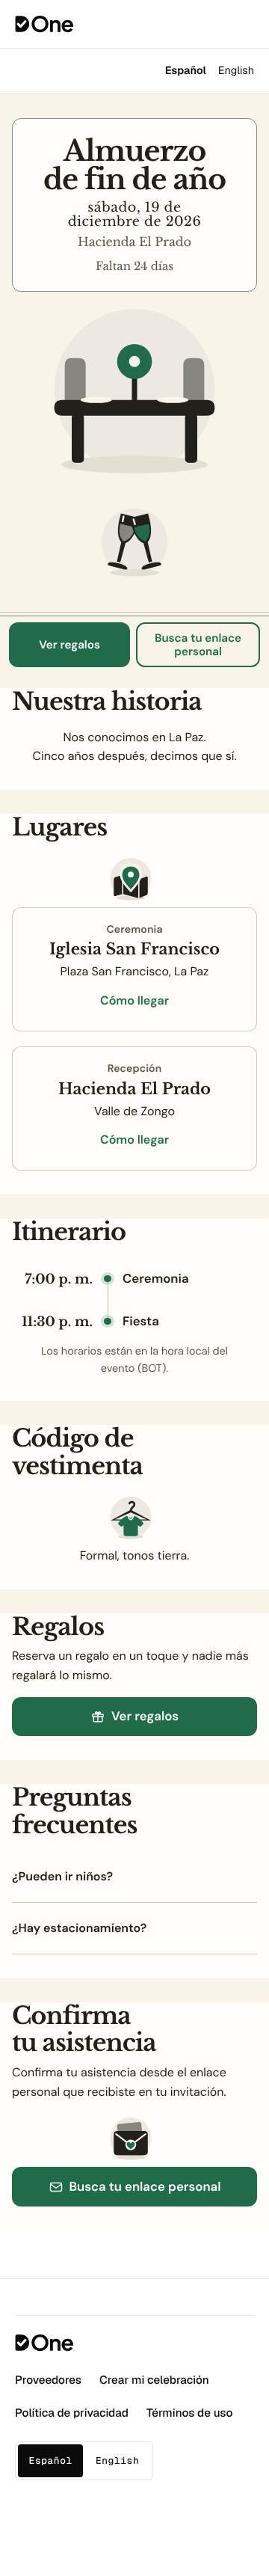 One
Español English
Almuerzo
de fin de año
sábado, 19 de
diciembre de 2026
Hacienda El Prado
Faltan 24 días
Ver regalos
Busca tu enlace
personal
Nuestra historia
Nos conocimos en La Paz.
Cinco años después, decimos que sí.
Lugares
Ceremonia
Iglesia San Francisco
Plaza San Francisco, La Paz
Cómo llegar
Recepción
Hacienda El Prado
Valle de Zongo
Cómo llegar
Itinerario
7:00 p. m. Ceremonia
11:30 p. m. Fiesta
Los horarios están en la hora local del
evento (BOT).
Código de
vestimenta
Formal, tonos tierra.
Regalos
Reserva un regalo en un toque y nadie más
regalará lo mismo.
Ver regalos
Preguntas
frecuentes
¿Pueden ir niños?
¿Hay estacionamiento?
Confirma
tu asistencia
Confirma tu asistencia desde el enlace
personal que recibiste en tu invitación.
Busca tu enlace personal
One
Proveedores Crear mi celebración
Política de privacidad Términos de uso
Español English